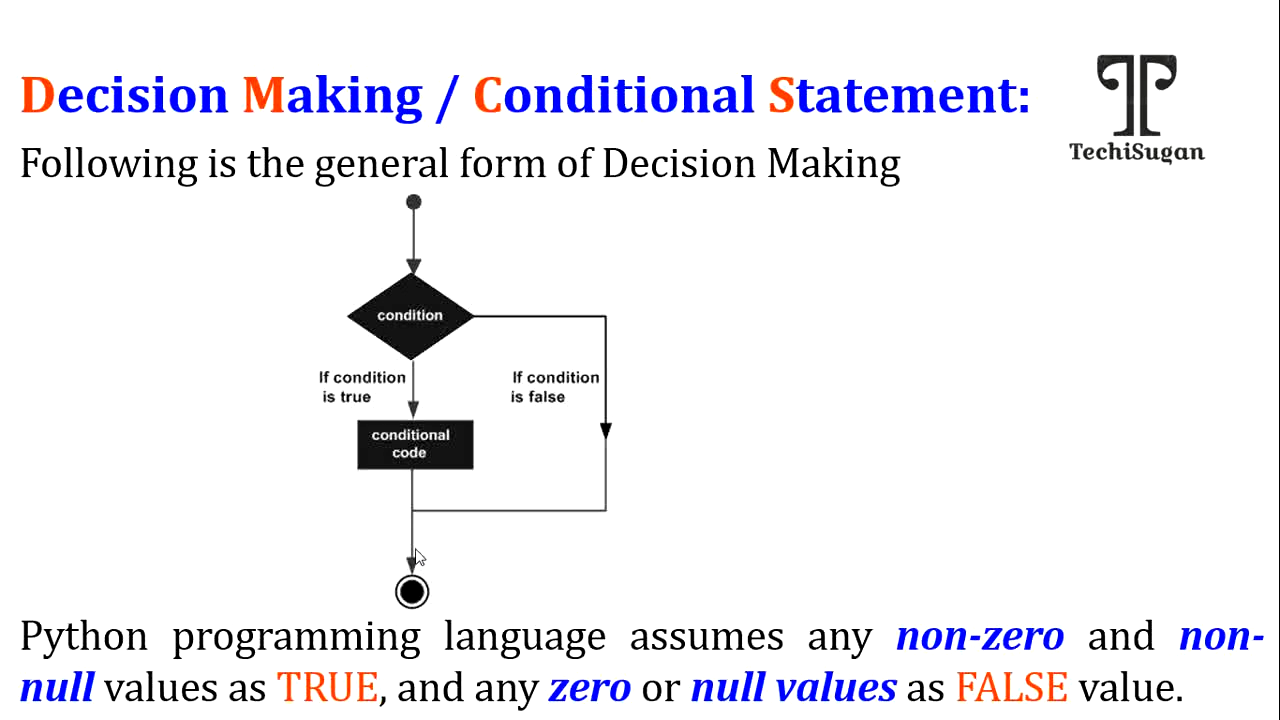 Decision Making / Conditional Statement:
TechiSugan
Following is the general form of Decision Making
condition
If condition
is true
If condition
is false
conditional
code
Python programming language assumes any non-zero and non-
null values as TRUE, and any zero or null values as FALSE value.